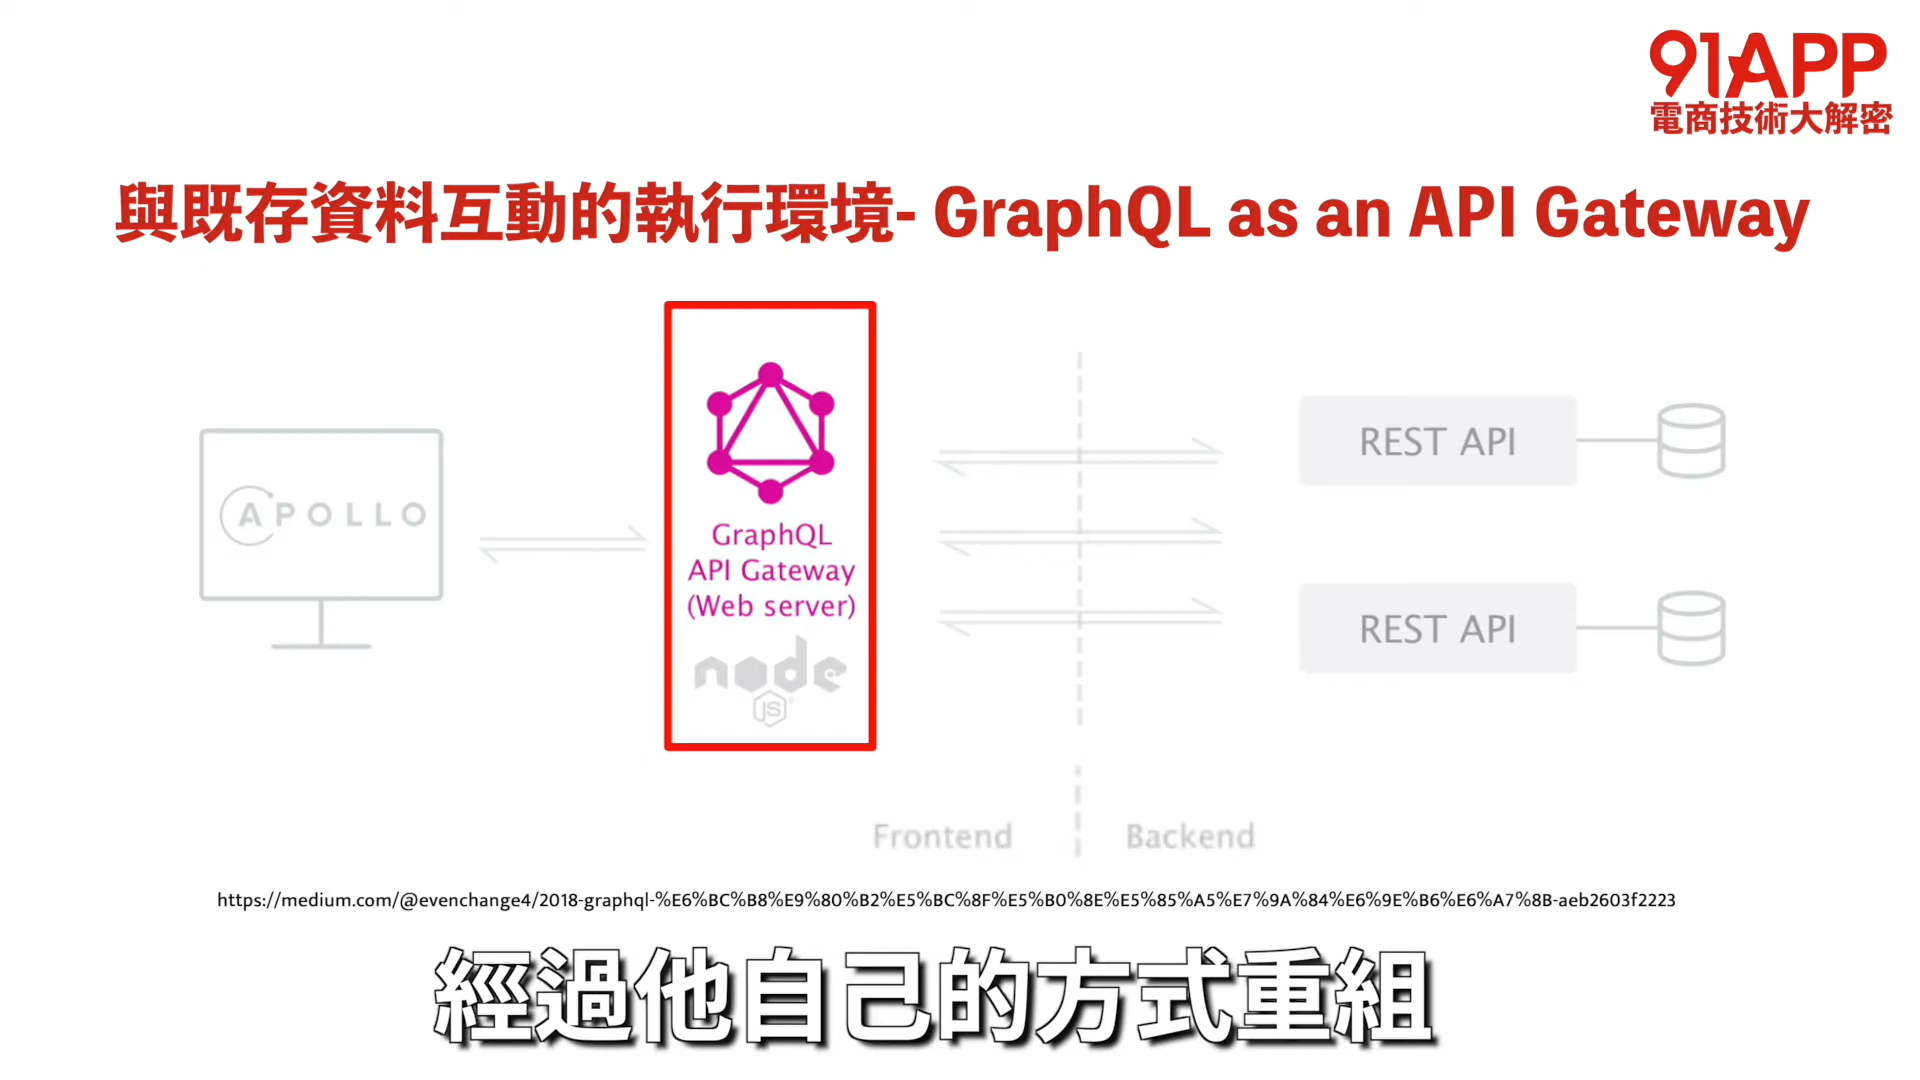 91APP
電商技術大解密
與既存資料互動的執行環境- GraphQL as an API Gateway
APOLLO
GraphQL
API Gateway
(Web server)
node
JS
REST API
REST API
Frontend
Backend
https://medium.com/@evenchange4/2018-graphql-%E6%BC%B8%E9%80%B2%E5%BC%8F%E5%B0%8E%E5%85%A5%E7%9A%84%E6%9E%B6%E6%A7%8B-aeb2603f2223
經過他自己的方式重組